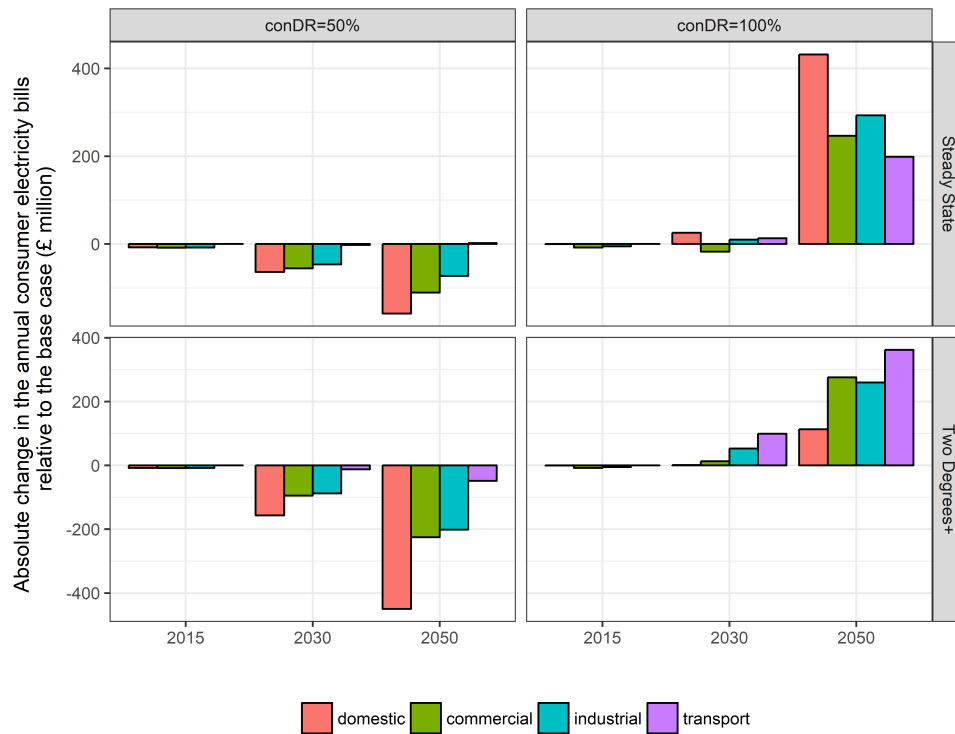 conDR=50%
conDR=100%
Absolute change in the annual consumer electricity bills
relative to the base case (£ million)
400
200
0
Steady State
400
200
0
-200
-400
Two Degrees+
2015
2030
2050
2015
2030
2050
domestic
commercial
industrial
transport